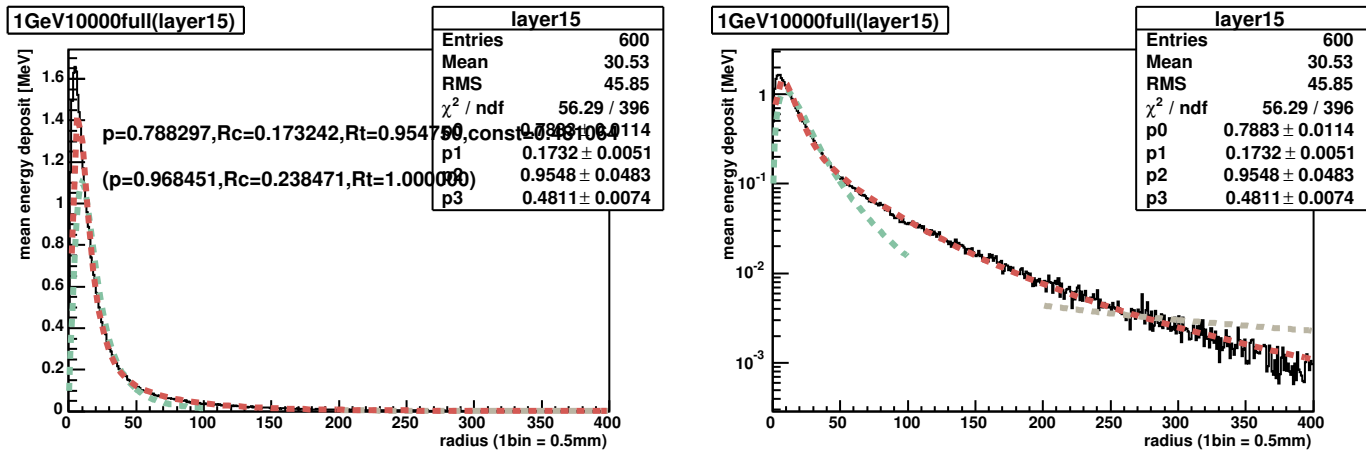 1GeV10000full(layer15)
layer15
Entries 600
Mean 30.53
RMS 45.85
χ² / ndf 56.29 / 396
p0 0.7883 ± 0.0114
p1 0.1732 ± 0.0051
p2 0.9548 ± 0.0483
p3 0.4811 ± 0.0074
mean energy deposit [MeV]
1.6
1.4
1.2
1
0.8
0.6
0.4
0.2
0
p=0.788297,Rc=0.173242,Rt=0.954750,const=0.481064
(p=0.968451,Rc=0.238471,Rt=1.000000)
0 50 100 150 200 250 300 350 400
radius (1bin = 0.5mm)
1GeV10000full(layer15)
layer15
Entries 600
Mean 30.53
RMS 45.85
χ² / ndf 56.29 / 396
p0 0.7883 ± 0.0114
p1 0.1732 ± 0.0051
p2 0.9548 ± 0.0483
p3 0.4811 ± 0.0074
mean energy deposit [MeV]
1
10⁻¹
10⁻²
10⁻³
0 50 100 150 200 250 300 350 400
radius (1bin = 0.5mm)